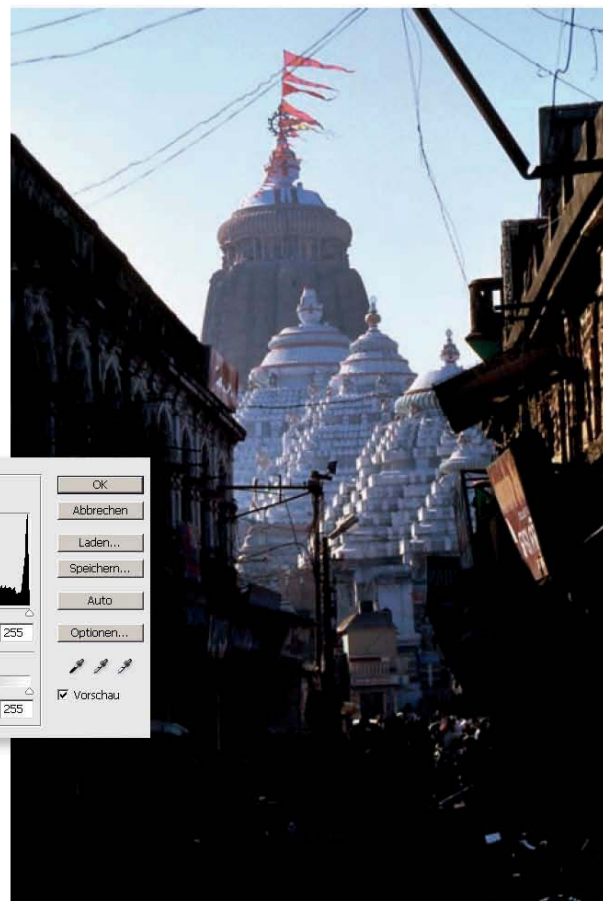 OK
Abbrechen
Laden...
Speichern...
Auto
255
Optionen...
Vorschau
255